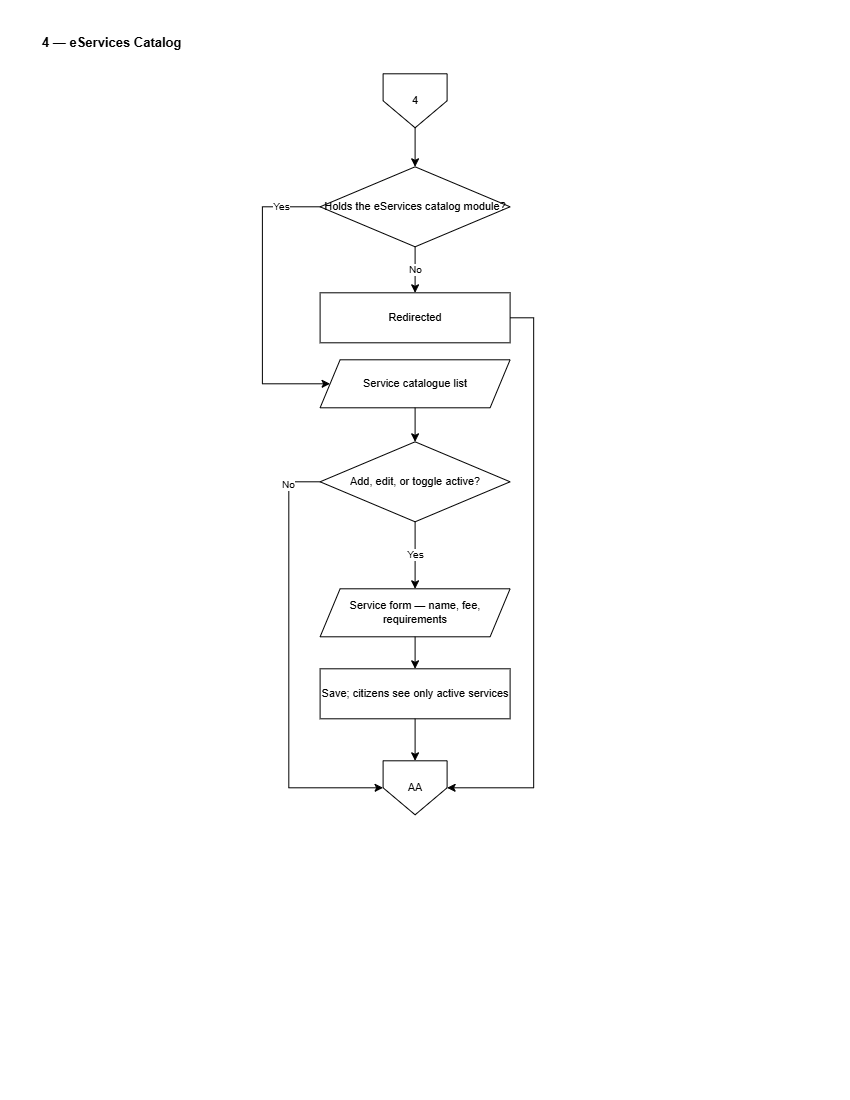 4 — eServices Catalog
4
Holds the eServices catalog module?
Yes
No
Redirected
Service catalogue list
Add, edit, or toggle active?
No
Yes
Service form — name, fee,
requirements
Save; citizens see only active services
AA